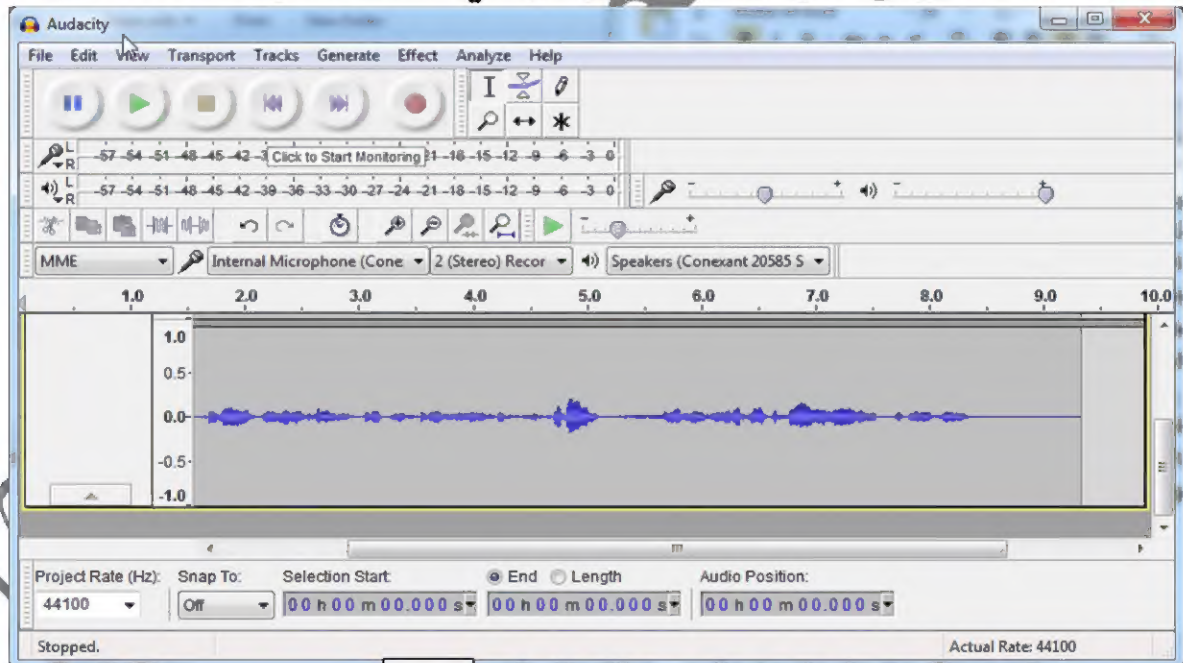 Audacity
File Edit View Transport Tracks Generate Effect Analyze Help
L R -57 -54 -51 -48 -45 -42 -3 Click to Start Monitoring 21 -18 -15 -12 -9 -6 -3 0
L R -57 -54 -51 -48 -45 -42 -39 -36 -33 -30 -27 -24 -21 -18 -15 -12 -9 -6 -3 0
MME Internal Microphone (Cone 2 (Stereo) Recor Speakers (Conexant 20585 S
1.0 2.0 3.0 4.0 5.0 6.0 7.0 8.0 9.0 10.0
1.0
0.5
0.0
-0.5
-1.0
Project Rate (Hz): Snap To: Selection Start: End Length Audio Position:
44100 Off 00 h 00 m 00.000 s 00 h 00 m 00.000 s 00 h 00 m 00.000 s
Stopped. Actual Rate: 44100